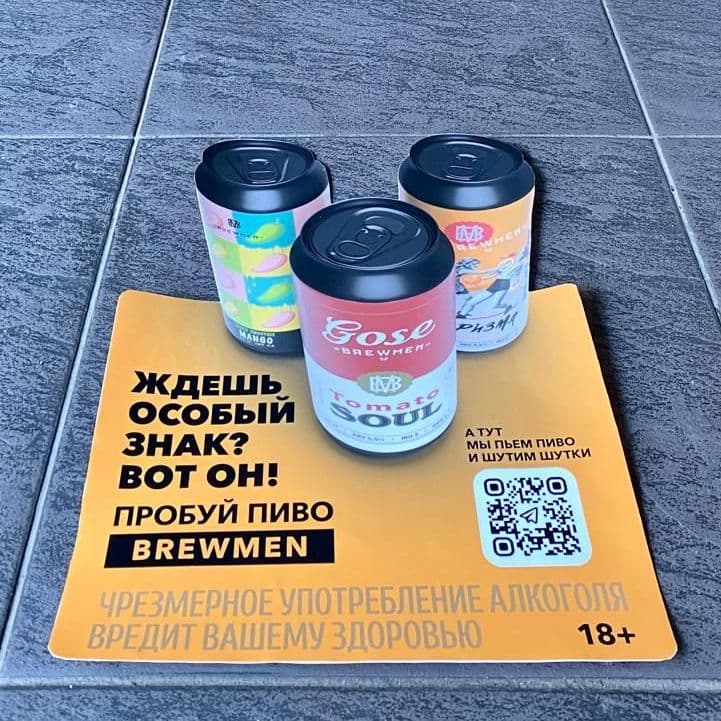 BREWMEN
MANGO
BREWMEN
Gose
BREWMEN
Tomato
SOUL
ЖДЕШЬ
ОСОБЫЙ
ЗНАК?
ВОТ ОН!
ПРОБУЙ ПИВО
BREWMEN
А ТУТ
МЫ ПЬЕМ ПИВО
И ШУТИМ ШУТКИ
ЧРЕЗМЕРНОЕ УПОТРЕБЛЕНИЕ АЛКОГОЛЯ
ВРЕДИТ ВАШЕМУ ЗДОРОВЬЮ
18+